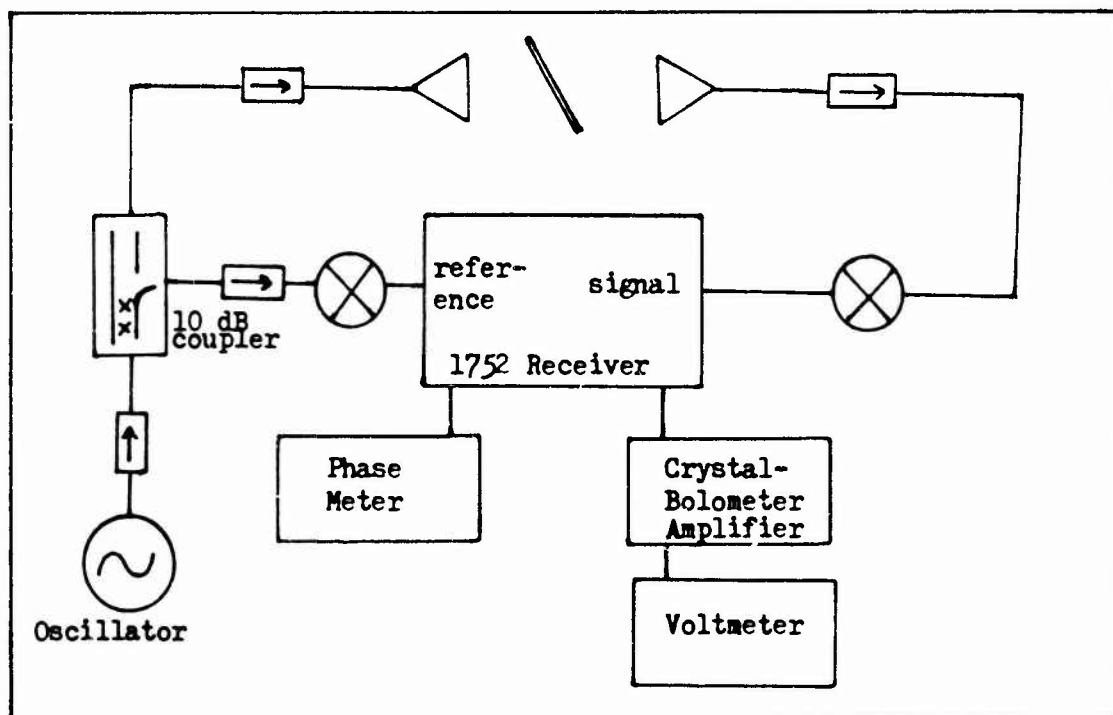 refer-
ence
signal
1752 Receiver
10 dB
coupler
Phase
Meter
Crystal-
Bolometer
Amplifier
Voltmeter
Oscillator